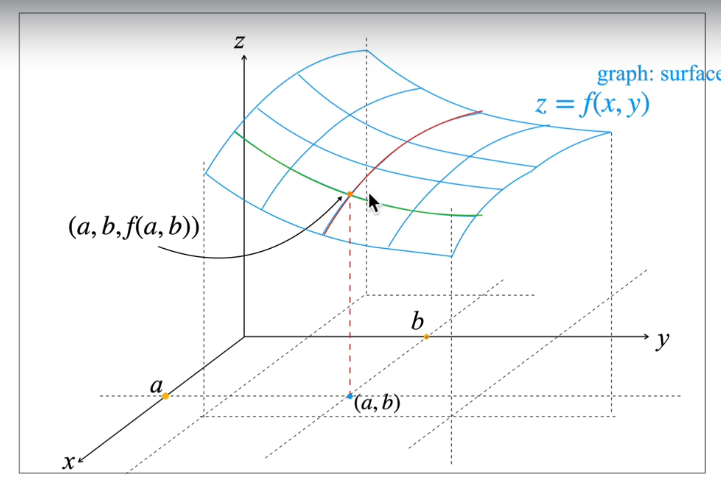 z
graph: surface
z = f(x, y)
(a, b, f(a, b))
b
y
a
(a, b)
x